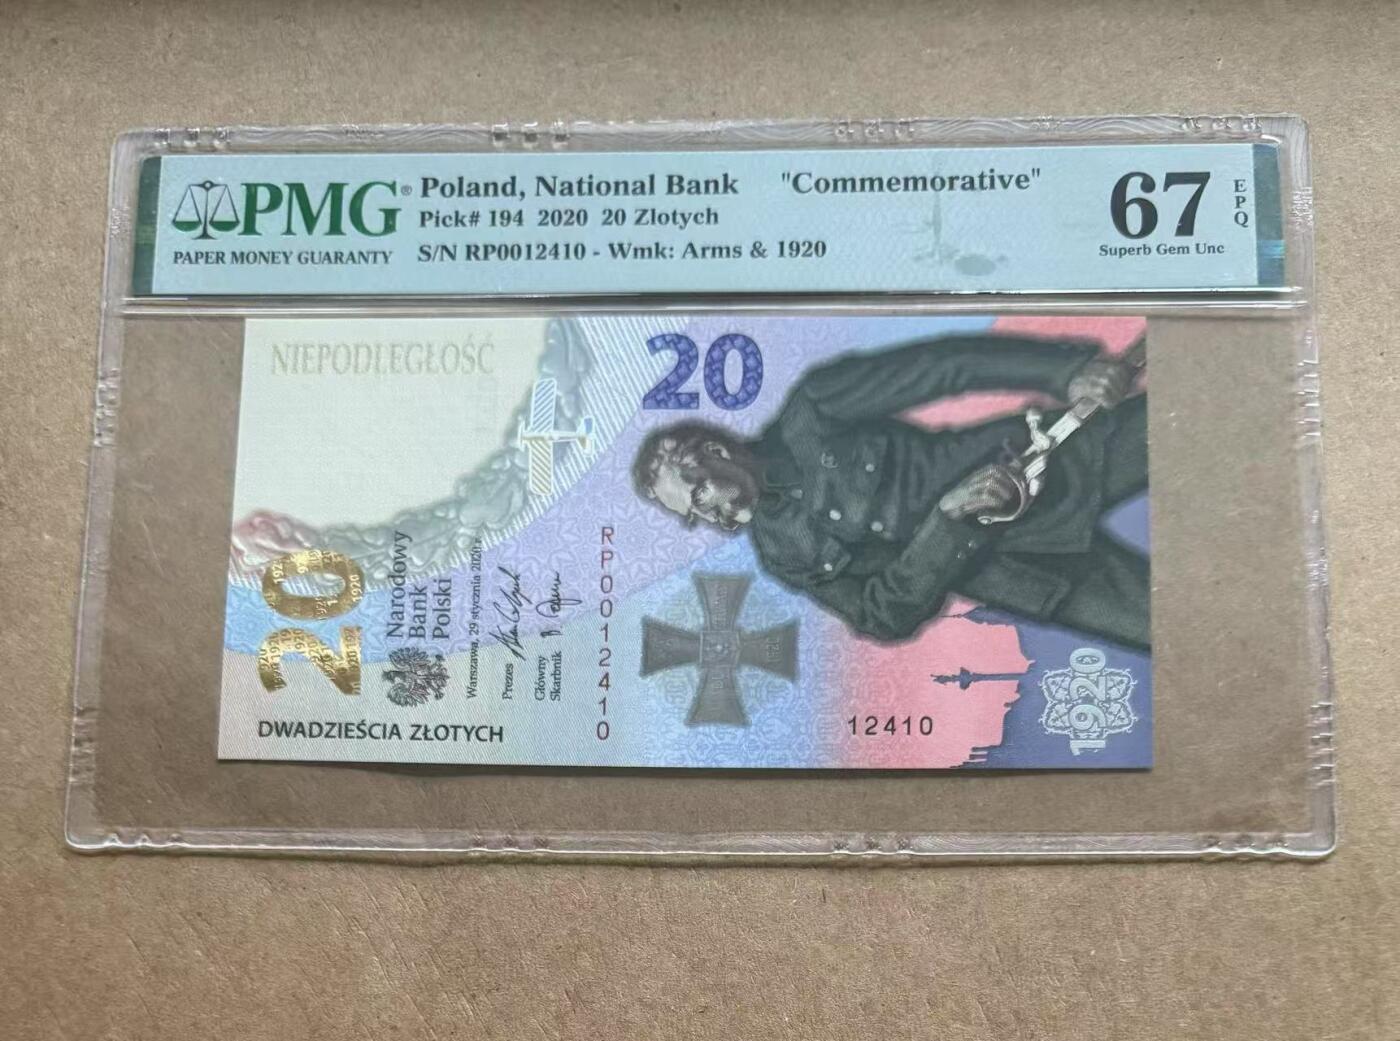 PMG®
PAPER MONEY GUARANTY
Poland, National Bank "Commemorative"
Pick# 194 2020 20 Zlotych
S/N RP0012410 - Wmk: Arms & 1920
67
EPQ
Superb Gem Unc
NIEPODLEGŁOŚĆ
20
20
Narodowy
Bank
Polski
Warszawa, 29 stycznia 2020 r.
Prezes
Główny
Skarbnik
RP0012410
DWADZIEŚCIA ZŁOTYCH
12410
1920